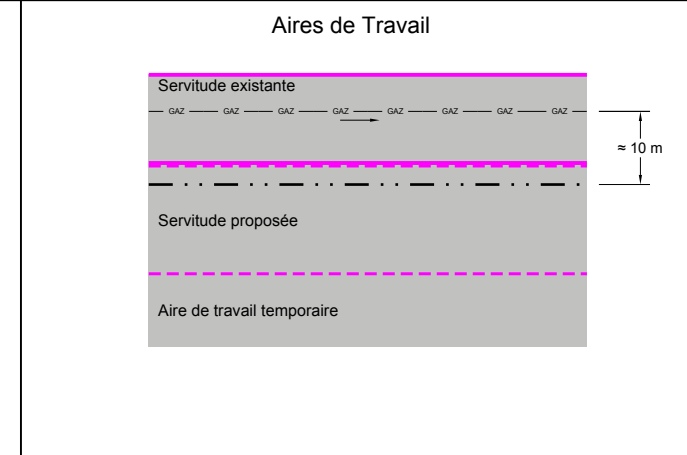 Aires de Travail
Servitude existante
GAZ GAZ GAZ GAZ GAZ GAZ GAZ GAZ
≈ 10 m
Servitude proposée
Aire de travail temporaire